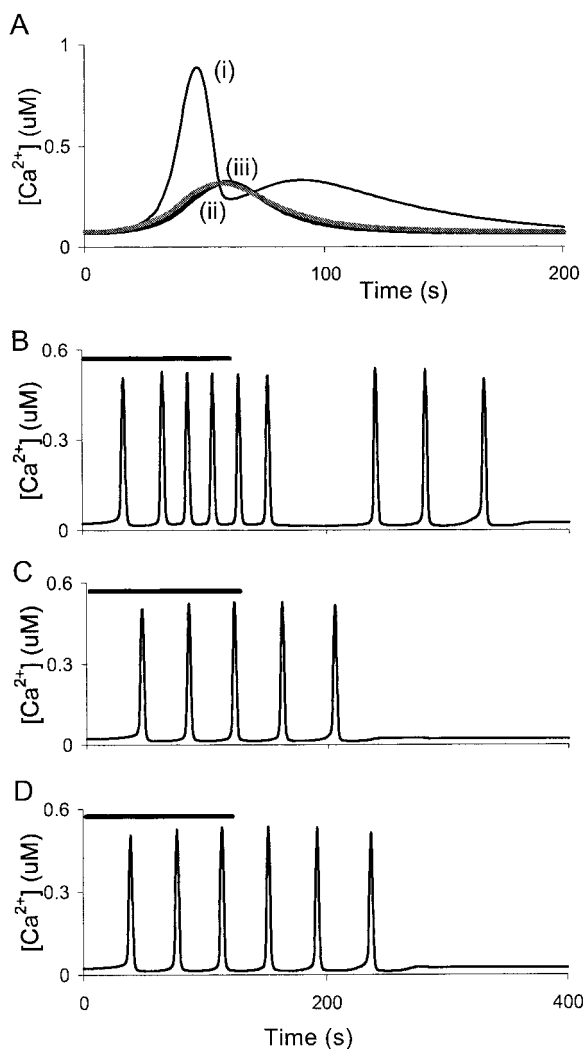 A
[Ca²⁺] (uM)
1
0.5
0
(i)
(iii)
(ii)
0
100
200
Time (s)
B
[Ca²⁺] (uM)
0.6
0.3
0
C
[Ca²⁺] (uM)
0.6
0.3
0
D
[Ca²⁺] (uM)
0.6
0.3
0
0
200
400
Time (s)